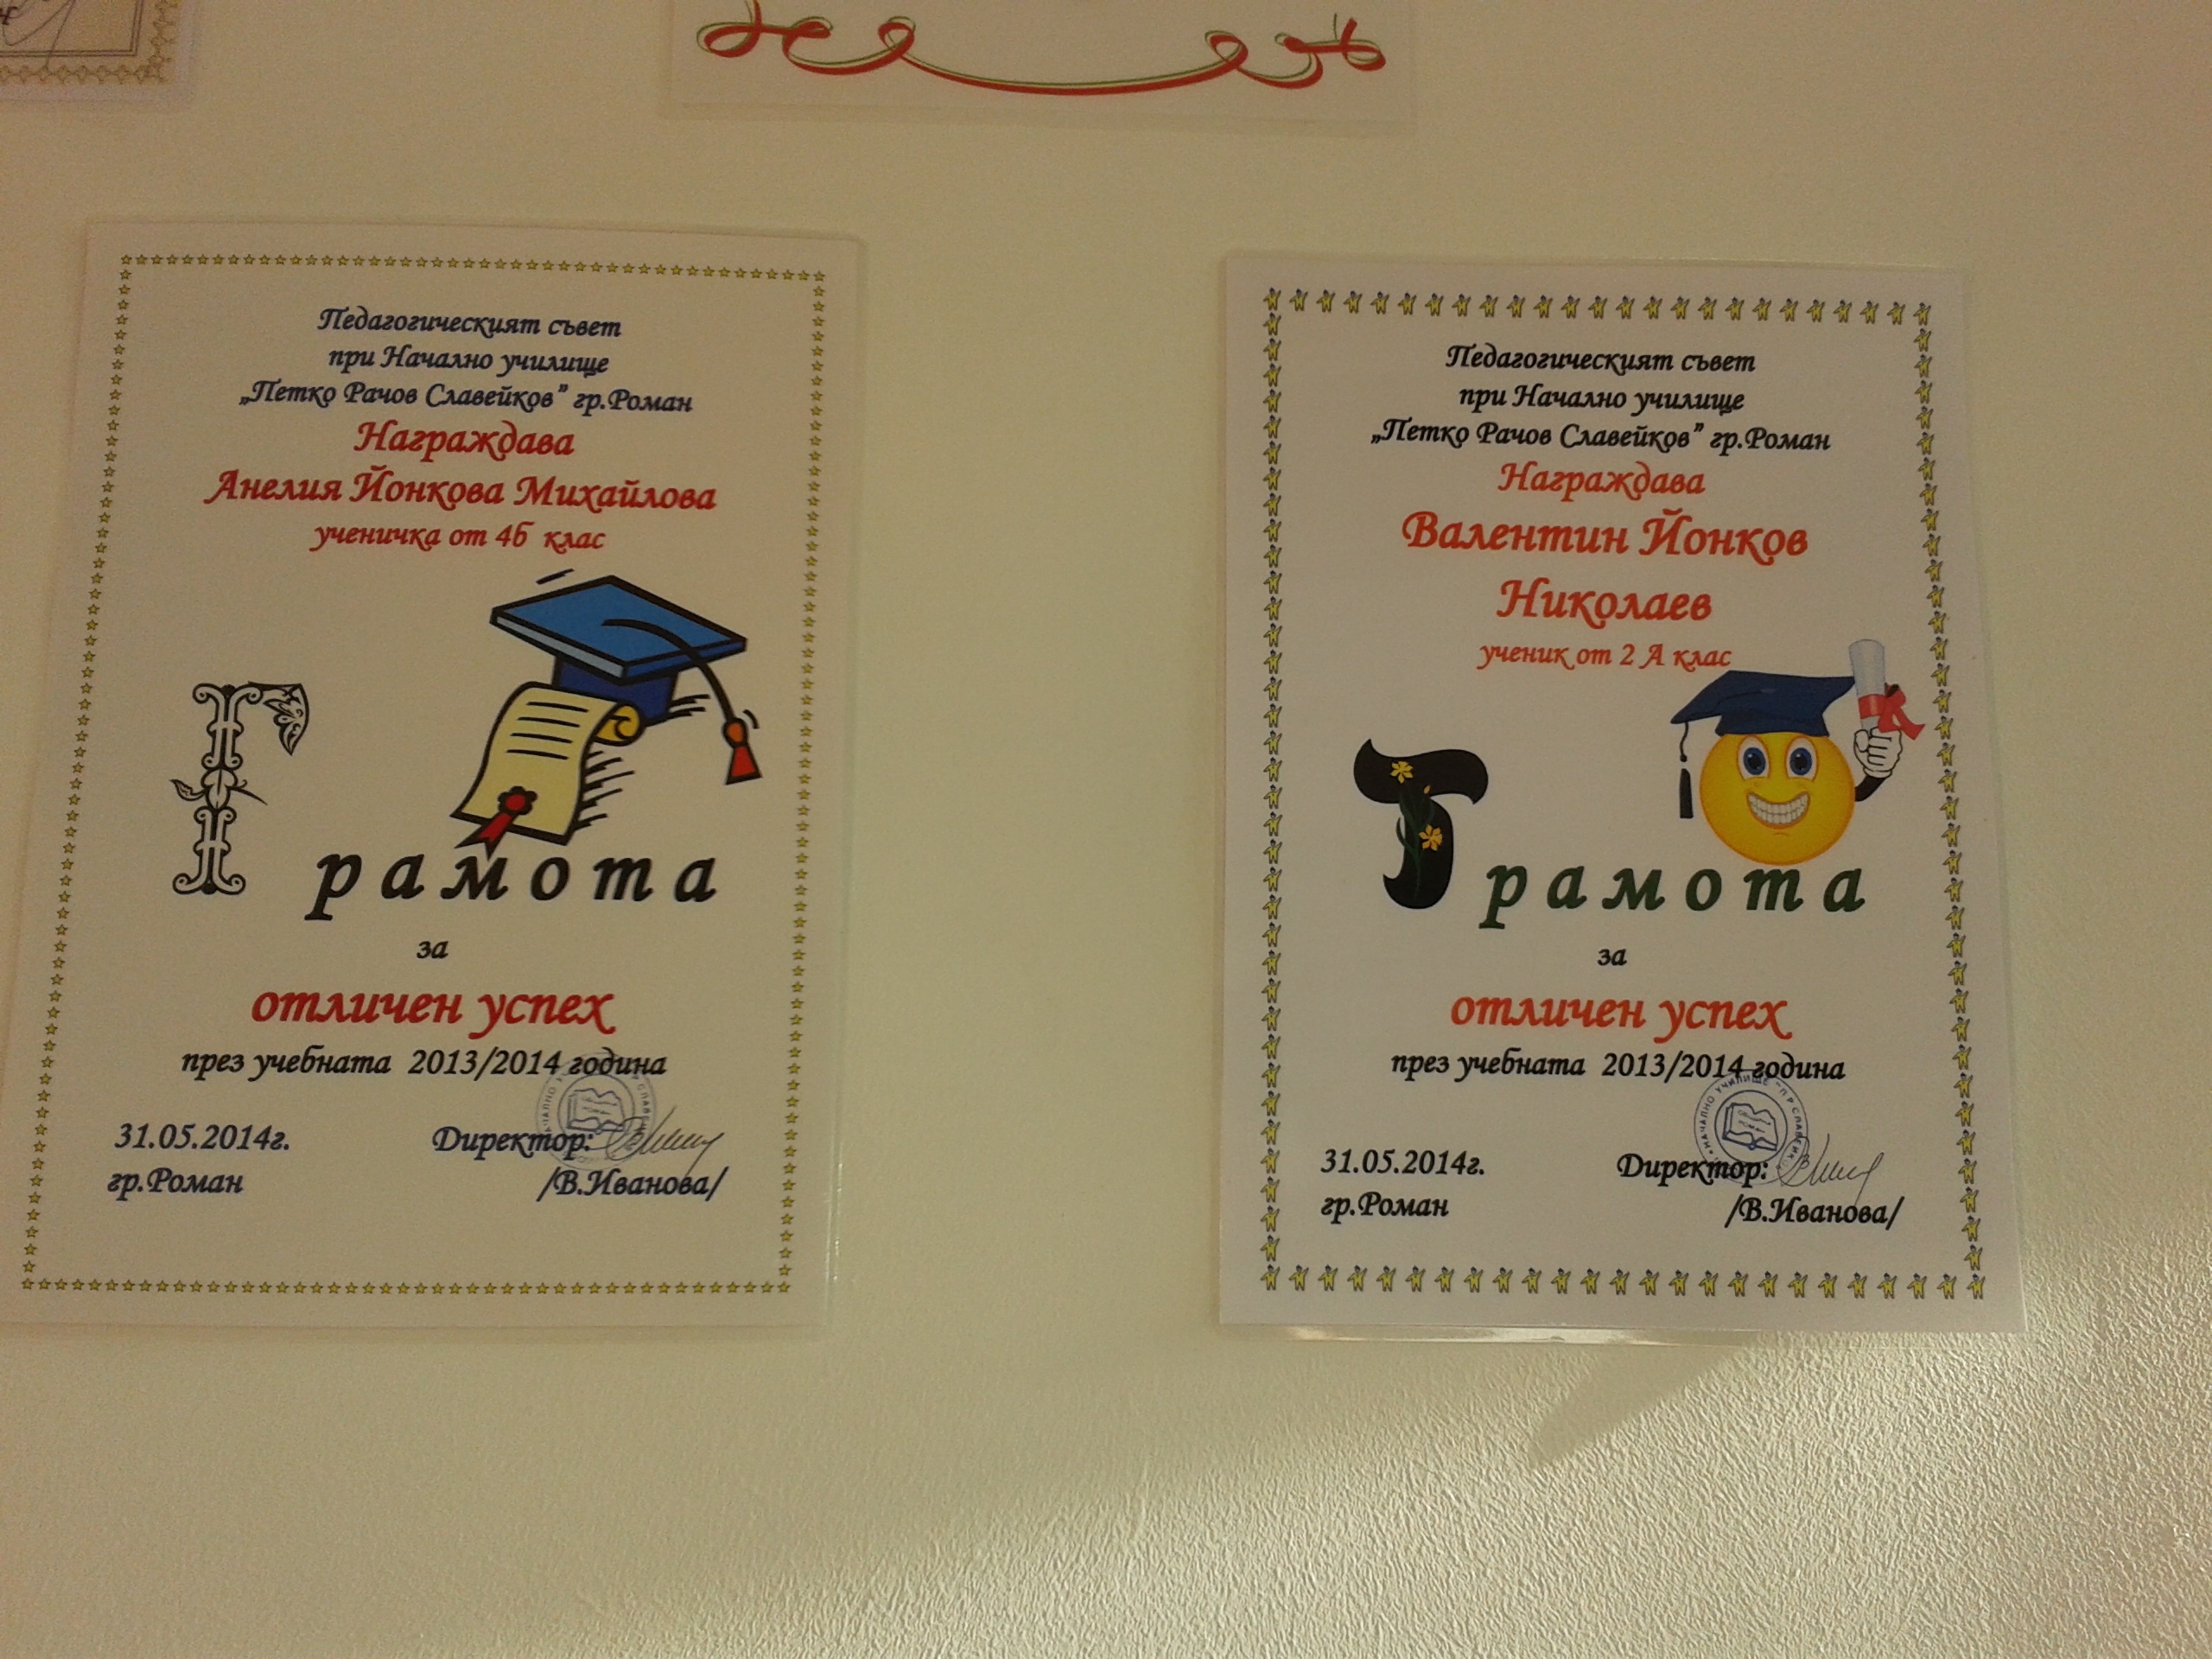 Педагогическият съвет
при Начално училище
„Петко Рачов Славейков” гр.Роман
Награждава
Анелия Йонкова Михайлова
ученичка от 4б клас
Грамота
за
отличен успех
през учебната 2013/2014 година
31.05.2014г.
Директор:
гр.Роман
/В.Иванова/
Педагогическият съвет
при Начално училище
„Петко Рачов Славейков” гр.Роман
Награждава
Валентин Йонков
Николаев
ученик от 2 А клас
Грамота
за
отличен успех
през учебната 2013/2014 година
НАЧАЛНО УЧИЛИЩЕ
31.05.2014г.
Директор:
гр.Роман
/В.Иванова/